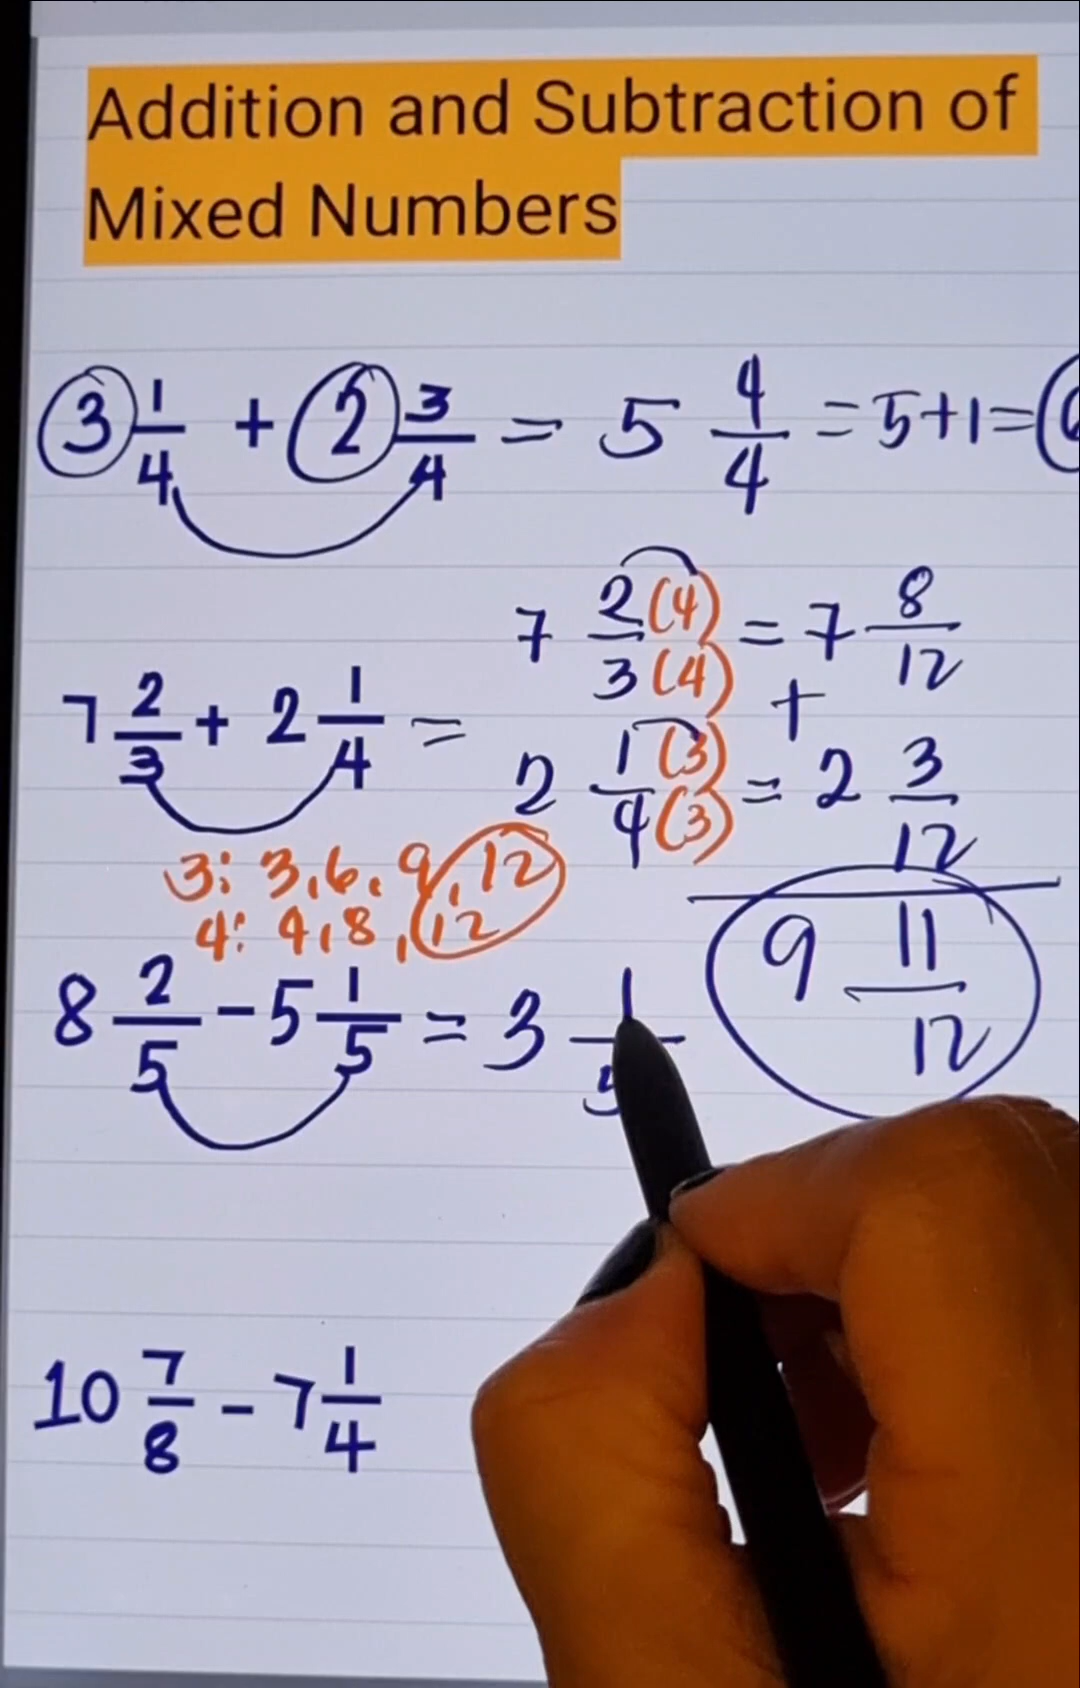 Addition and Subtraction of
Mixed Numbers
3 1/4 + 2 3/4 = 5 4/4 = 5+1=
7 2/3 + 2 1/4 =
7 2(4)/3(4) = 7 8/12
+
2 1(3)/4(3) = 2 3/12
9 11/12
3: 3, 6, 9, 12
4: 4, 8, 12
8 2/5 - 5 1/5 = 3 1/5
10 7/8 - 7 1/4